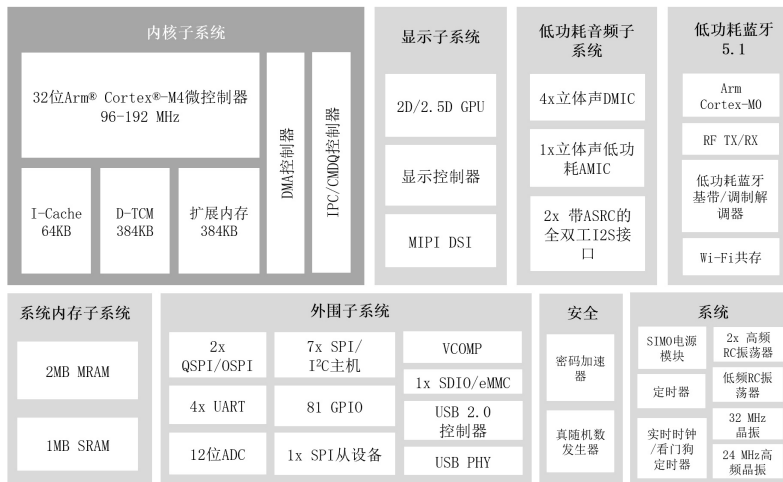 内核子系统
32位Arm® Cortex®-M4微控制器
96-192 MHz
I-Cache
64KB
D-TCM
384KB
扩展内存
384KB
DMA控制器
IPC/CMDQ控制器
显示子系统
2D/2.5D GPU
显示控制器
MIPI DSI
低功耗音频子
系统
4x立体声DMIC
1x立体声低功
耗AMIC
2x 带ASRC的
全双工I2S接
口
低功耗蓝牙
5.1
Arm
Cortex-M0
RF TX/RX
低功耗蓝牙
基带/调制解
调器
Wi-Fi共存
系统内存子系统
2MB MRAM
1MB SRAM
外围子系统
2x
QSPI/OSPI
4x UART
12位ADC
7x SPI/
I²C主机
81 GPIO
1x SPI从设备
VCOMP
1x SDIO/eMMC
USB 2.0
控制器
USB PHY
安全
密码加速
器
真随机数
发生器
系统
SIMO电源
模块
定时器
实时时钟
/看门狗
定时器
2x 高频
RC振荡器
低频RC振
荡器
32 MHz
晶振
24 MHz高
频晶振